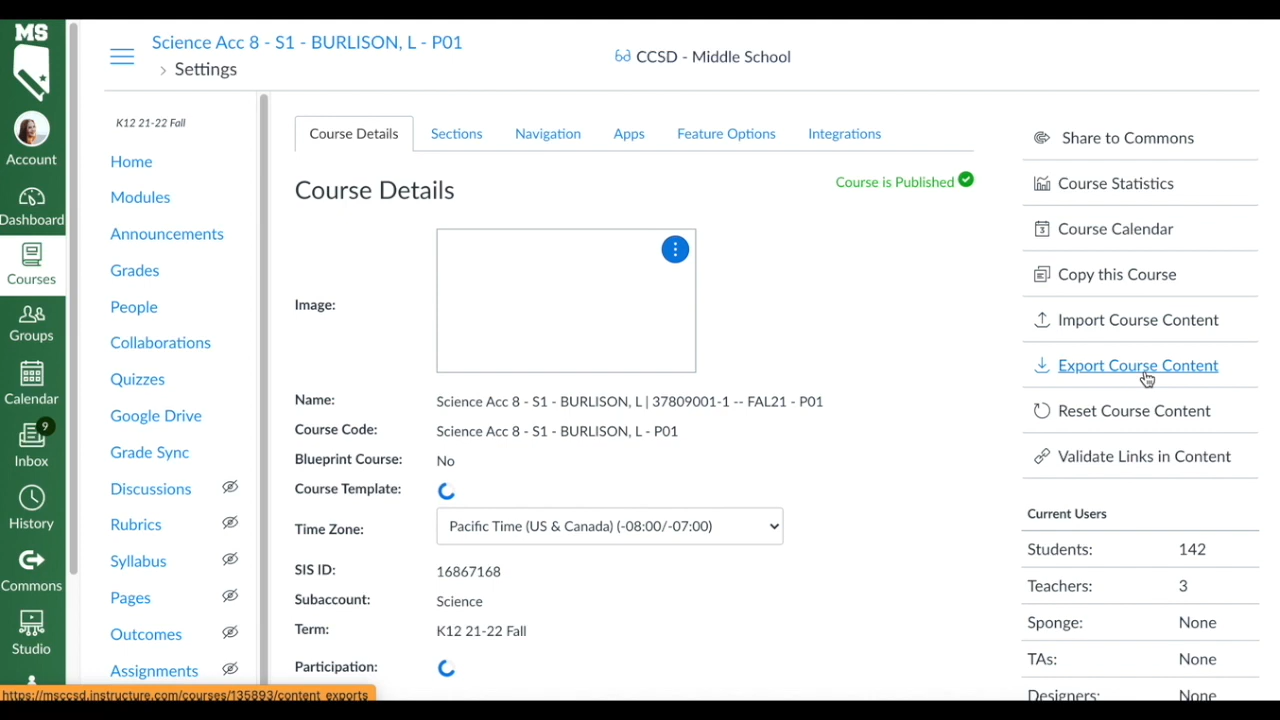 MS
Science Acc 8 - S1 - BURLISON, L - P01
> Settings
CCSD - Middle School
Account
Dashboard
Courses
Groups
Calendar
9
Inbox
History
Commons
Studio
K12 21-22 Fall
Home
Modules
Announcements
Grades
People
Collaborations
Quizzes
Google Drive
Grade Sync
Discussions
Rubrics
Syllabus
Pages
Outcomes
Assignments
Course Details
Sections
Navigation
Apps
Feature Options
Integrations
Course Details
Course is Published
Image:
Name: Science Acc 8 - S1 - BURLISON, L | 37809001-1 -- FAL21 - P01
Course Code: Science Acc 8 - S1 - BURLISON, L - P01
Blueprint Course: No
Course Template:
Time Zone: Pacific Time (US & Canada) (-08:00/-07:00)
SIS ID: 16867168
Subaccount: Science
Term: K12 21-22 Fall
Participation:
Share to Commons
Course Statistics
3 Course Calendar
Copy this Course
Import Course Content
Export Course Content
Reset Course Content
Validate Links in Content
Current Users
Students: 142
Teachers: 3
Sponge: None
TAs: None
Designers: None
https://msccsd.instructure.com/courses/135893/content_exports